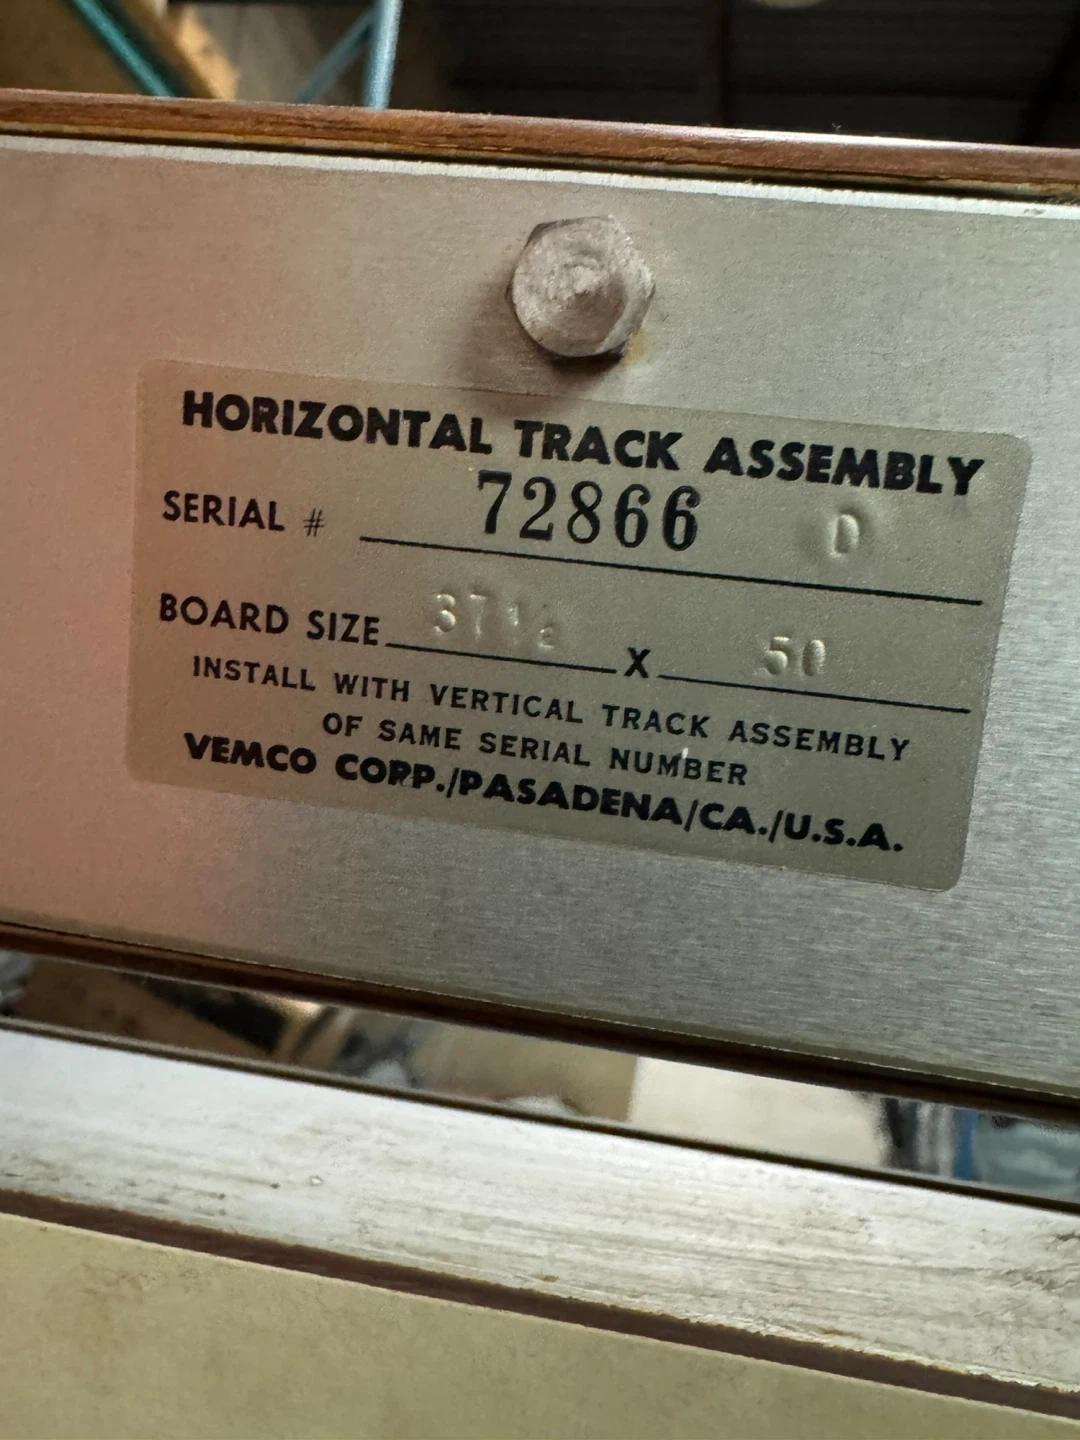 HORIZONTAL TRACK ASSEMBLY
SERIAL # 72866 D
BOARD SIZE 37½ X 50
INSTALL WITH VERTICAL TRACK ASSEMBLY
OF SAME SERIAL NUMBER
VEMCO CORP./PASADENA/CA./U.S.A.